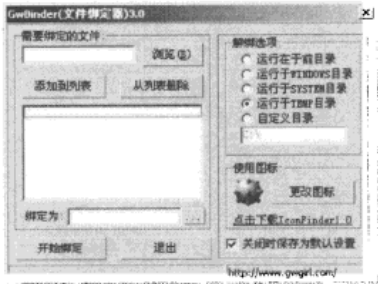 GwBinder(文件绑定器)3.0
需要绑定的文件
浏览(B)
添加到列表
从列表删除
绑定为:
...
开始绑定
退出
解绑选项
运行在于前目录
运行于WINDOWS目录
运行于SYSTEM目录
运行于TEMP目录
自定义目录
使用图标
更改图标
点击下载IconFinder1.0
关闭时保存为默认设置
http://www.gwgirl.com/